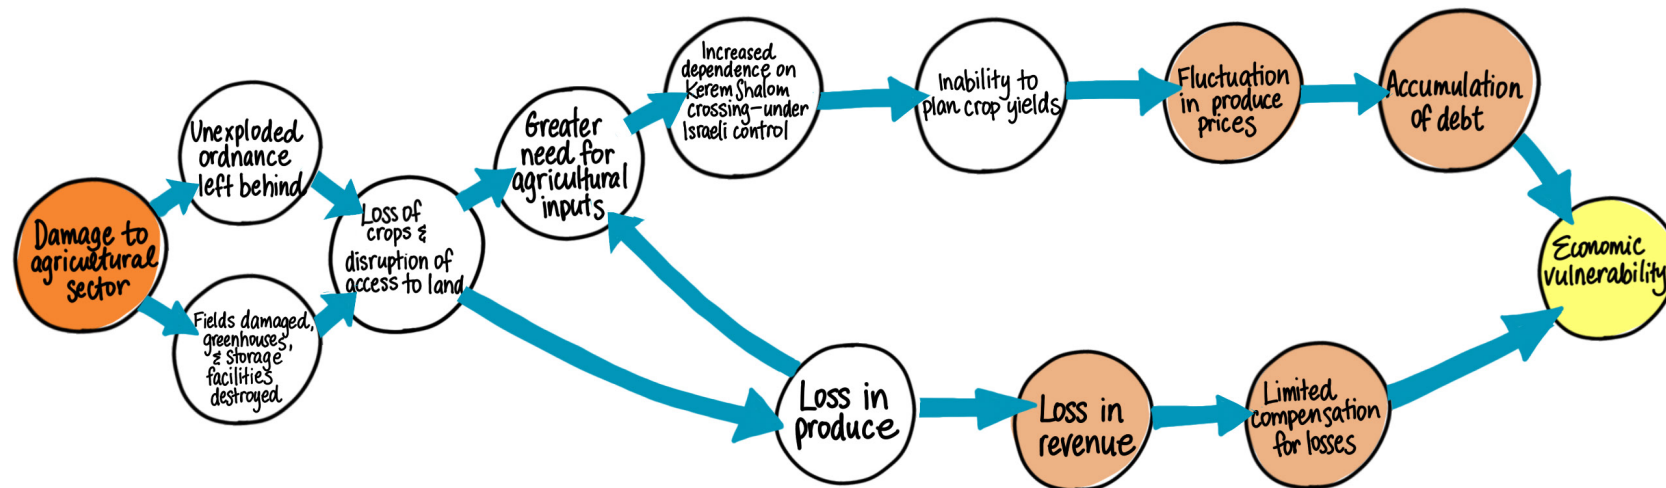 Damage to
agricultural
sector
Unexploded
ordnance
left behind
Fields damaged,
greenhouses,
& storage
facilities
destroyed
Loss of
crops &
disruption of
access to land
Greater
need for
agricultural
inputs
Increased
dependence on
Kerem Shalom
crossing-under
Israeli control
Inability to
plan crop yields
Fluctuation
in produce
prices
Accumulation
of debt
Loss in
produce
Loss in
revenue
Limited
compensation
for losses
Economic
vulnerability